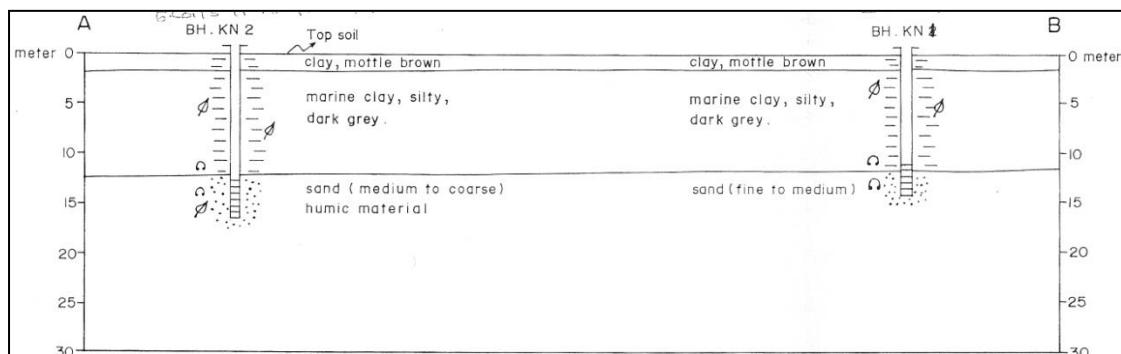 A
B
BH. KN 2
BH. KN 1
Top soil
meter 0
0 meter
clay, mottle brown
clay, mottle brown
marine clay, silty,
dark grey.
marine clay, silty,
dark grey.
5
5
10
10
sand (medium to coarse)
humic material
sand (fine to medium)
15
15
20
20
25
25
30
30